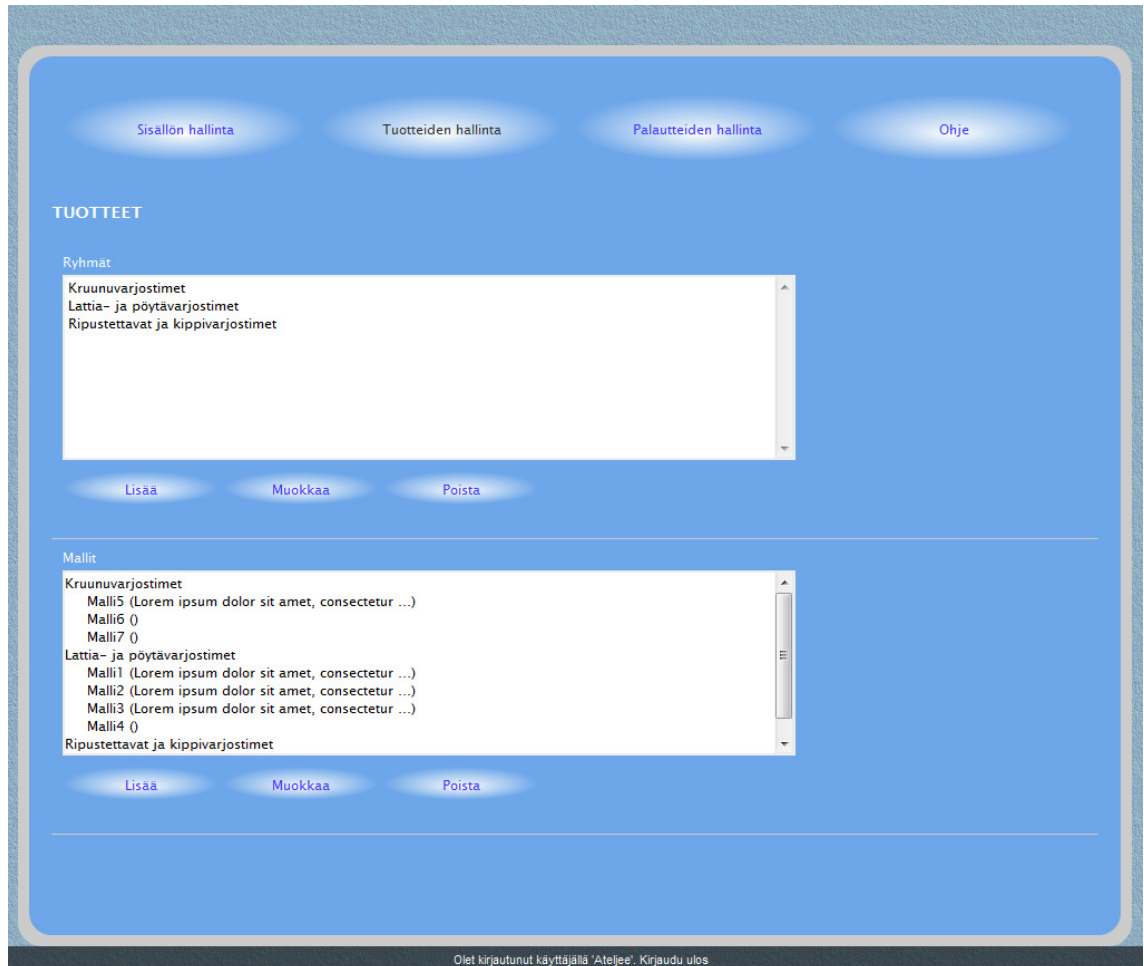 Sisällön hallinta Tuotteiden hallinta Palautteiden hallinta Ohje
TUOTTEET
Ryhmät
Kruunuvarjostimet
Lattia- ja pöytävarjostimet
Ripustettavat ja kippivarjostimet
Lisää Muokkaa Poista
Mallit
Kruunuvarjostimet
Malli5 (Lorem ipsum dolor sit amet, consectetur ...)
Malli6 ()
Malli7 ()
Lattia- ja pöytävarjostimet
Malli1 (Lorem ipsum dolor sit amet, consectetur ...)
Malli2 (Lorem ipsum dolor sit amet, consectetur ...)
Malli3 (Lorem ipsum dolor sit amet, consectetur ...)
Malli4 ()
Ripustettavat ja kippivarjostimet
Lisää Muokkaa Poista
Olet kirjautunut käyttäjällä 'Ateljee'. Kirjaudu ulos